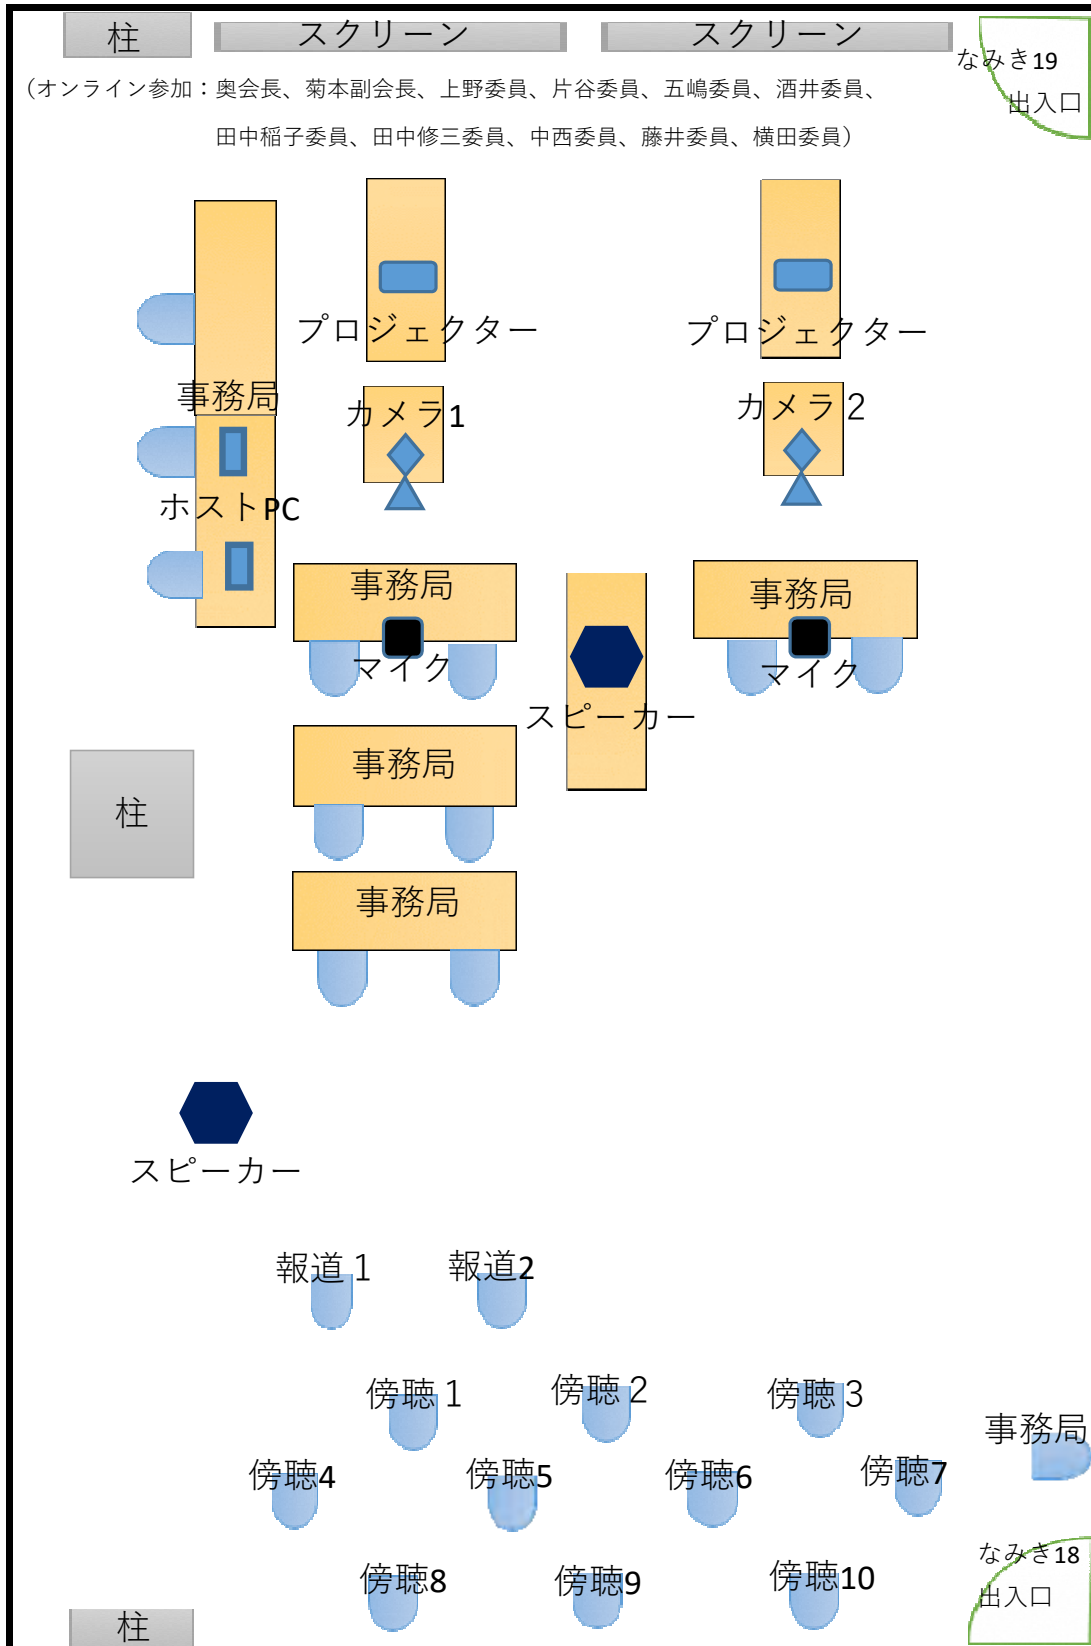 柱
スクリーン
スクリーン
なみき19
出入口
(オンライン参加：奥会長、菊本副会長、上野委員、片谷委員、五嶋委員、酒井委員、
田中稲子委員、田中修三委員、中西委員、藤井委員、横田委員)
プロジェクター
プロジェクター
事務局
カメラ1
カメラ２
ホストPC
事務局
マイク
事務局
マイク
スピーカー
事務局
柱
事務局
スピーカー
報道１
報道2
傍聴１
傍聴２
傍聴３
事務局
傍聴4
傍聴5
傍聴6
傍聴7
なみき18
出入口
傍聴8
傍聴9
傍聴10
柱